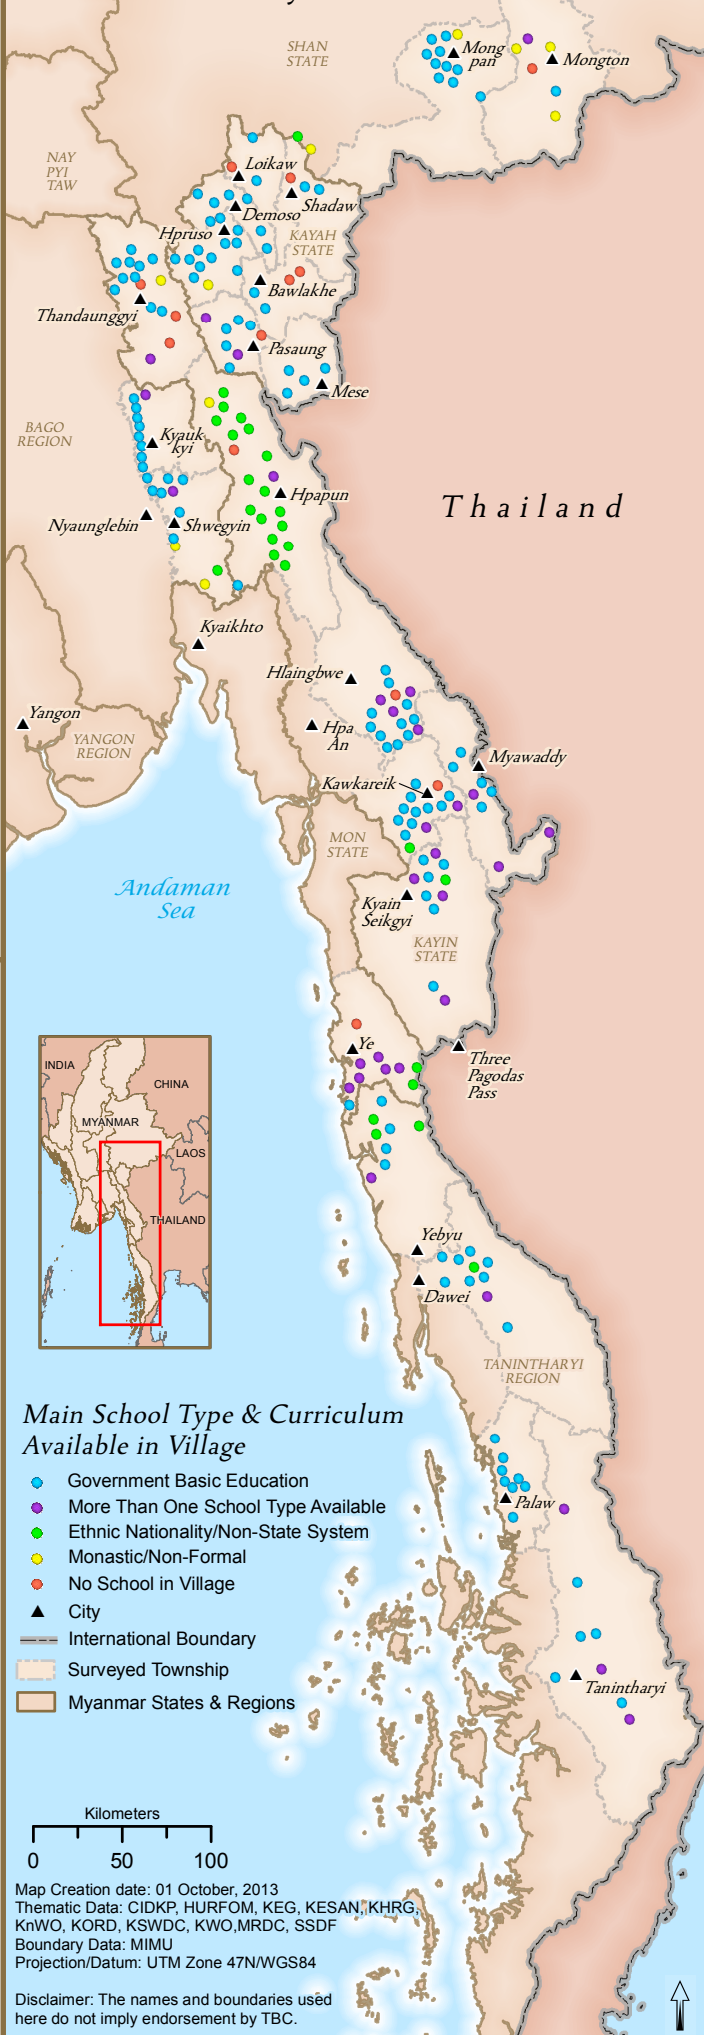 SHAN
STATE
Mong
pan
Mongton
NAY
PYI
TAW
Loikaw
Shadaw
Demoso
Hpruso
KAYAH
STATE
Bawlakhe
Thandaunggyi
Pasaung
Mese
BAGO
REGION
Kyauk
kyi
Hpapun
Thailand
Nyaunglebin
Shwegyin
Kyaikhto
Hlaingbwe
Yangon
YANGON
REGION
Hpa
An
Myawaddy
Kawkareik
MON
STATE
Andaman
Sea
Kyain
Seikgyi
KAYIN
STATE
Ye
Three
Pagodas
Pass
INDIA
CHINA
MYANMAR
LAOS
THAILAND
Yebyu
Dawei
TANINTHARYI
REGION
Main School Type & Curriculum
Available in Village
Government Basic Education
More Than One School Type Available
Ethnic Nationality/Non-State System
Monastic/Non-Formal
No School in Village
City
International Boundary
Surveyed Township
Myanmar States & Regions
Palaw
Tanintharyi
Kilometers
0 50 100
Map Creation date: 01 October, 2013
Thematic Data: CIDKP, HURFOM, KEG, KESAN, KHRG,
KnWO, KORD, KSWDC, KWO,MRDC, SSDF
Boundary Data: MIMU
Projection/Datum: UTM Zone 47N/WGS84
Disclaimer: The names and boundaries used
here do not imply endorsement by TBC.